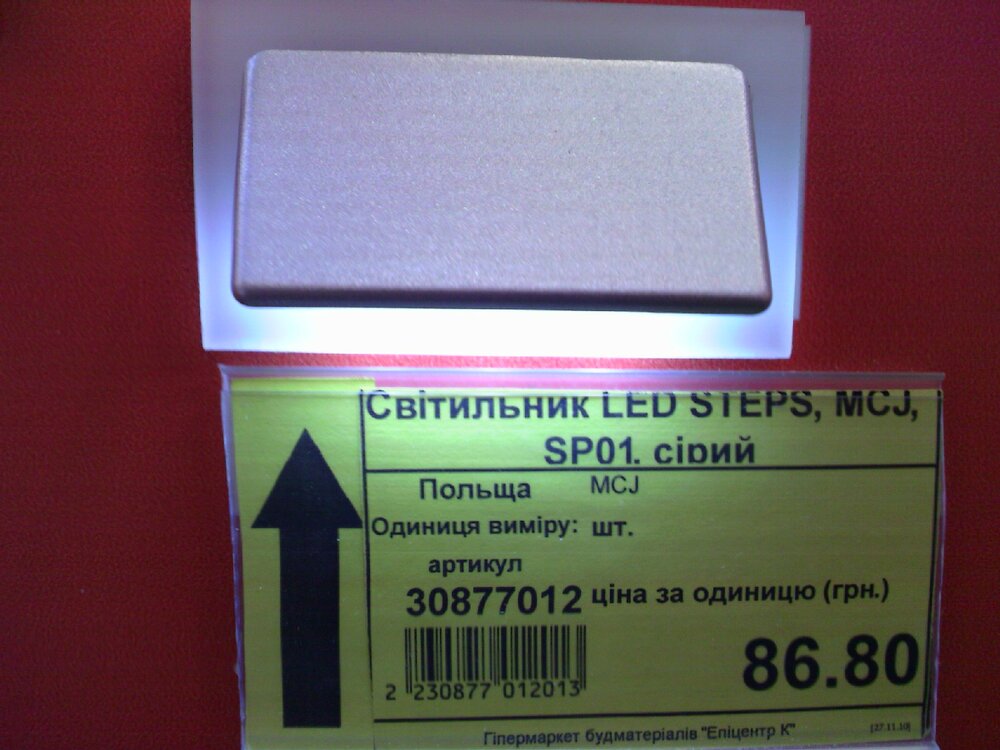 Світильник LED STEPS, MCJ,
SP01. сірий
Польща MCJ
Одиниця виміру: шт.
артикул
30877012 ціна за одиницю (грн.)
86.80
2 230877 012013
Гіпермаркет будматеріалів "Епіцентр К" [27.11.10]